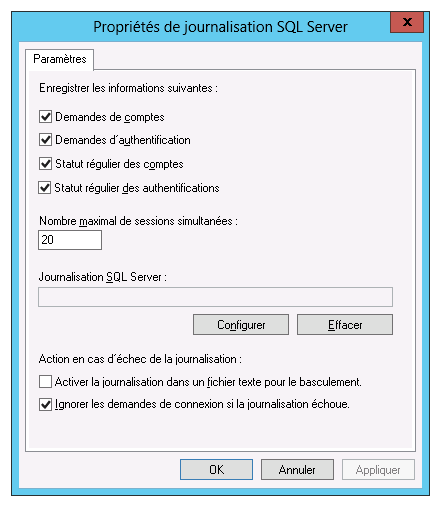 Propriétés de journalisation SQL Server
x
Paramètres
Enregistrer les informations suivantes :
Demandes de comptes
Demandes d'authentification
Statut régulier des comptes
Statut régulier des authentifications
Nombre maximal de sessions simultanées :
20
Journalisation SQL Server :
Configurer
Effacer
Action en cas d'échec de la journalisation :
Activer la journalisation dans un fichier texte pour le basculement.
Ignorer les demandes de connexion si la journalisation échoue.
OK
Annuler
Appliquer